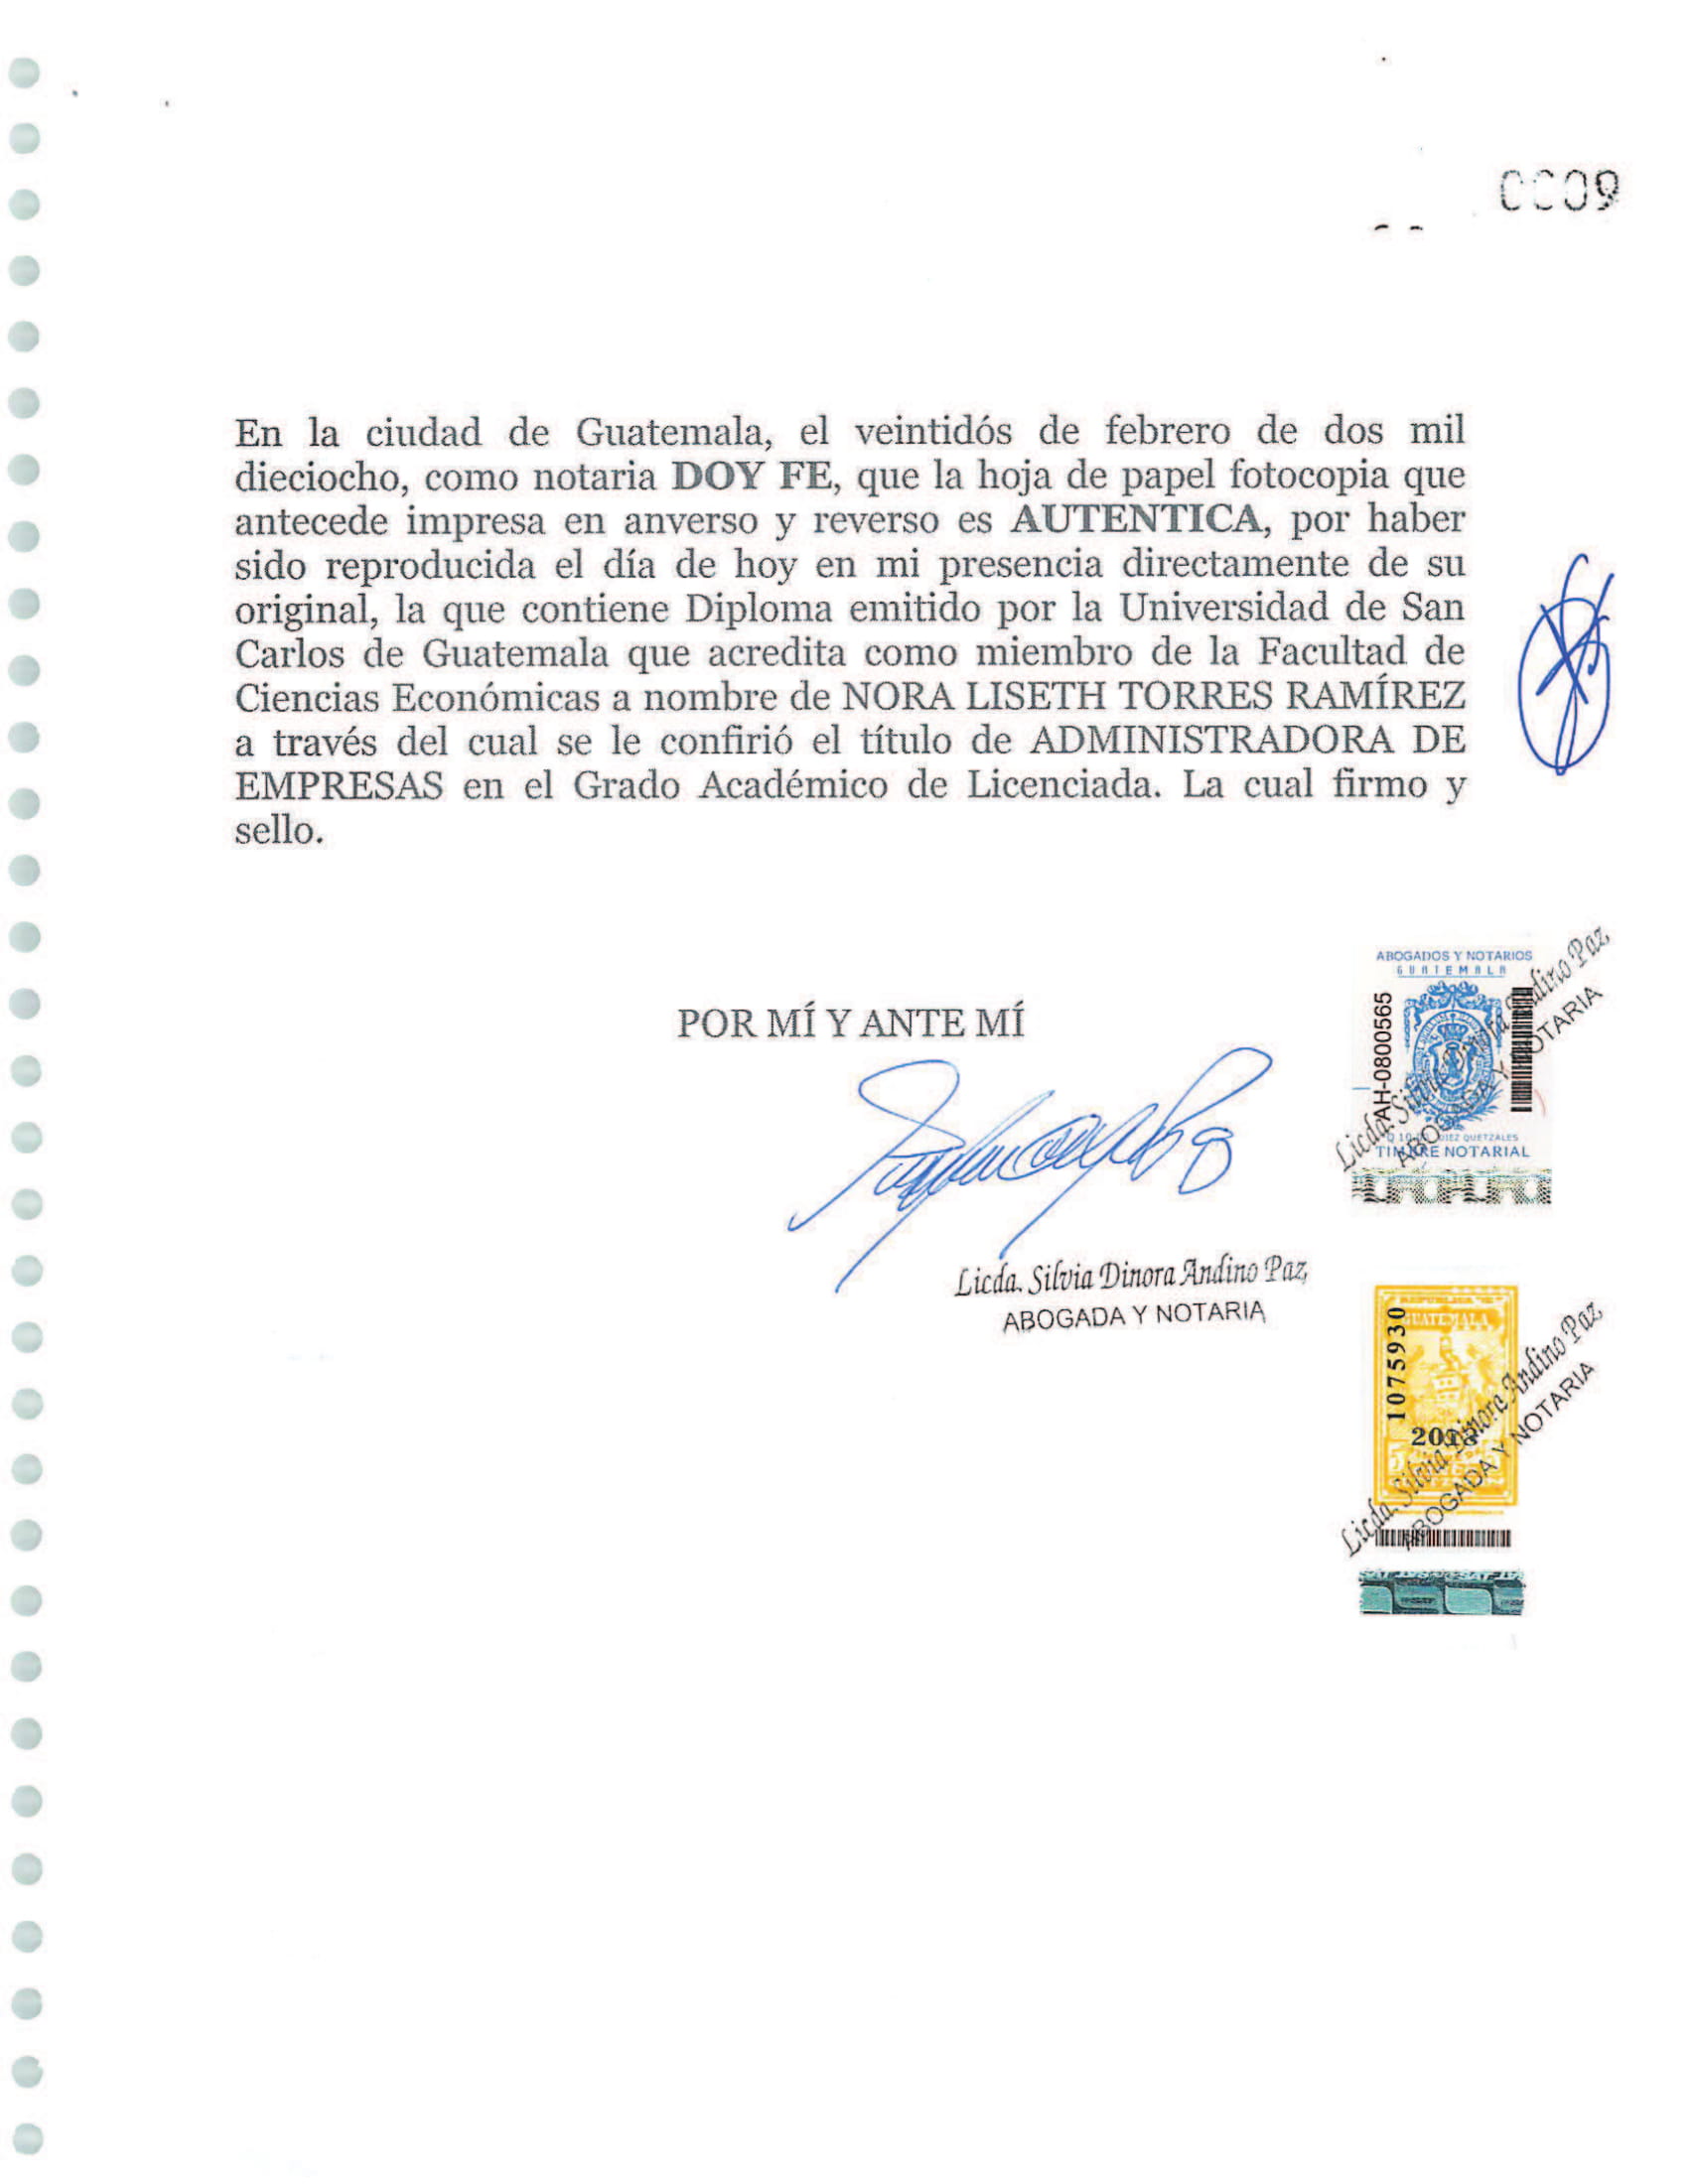 0009
En la ciudad de Guatemala, el veintidós de febrero de dos mil
dieciocho, como notaria DOY FE, que la hoja de papel fotocopia que
antecede impresa en anverso y reverso es AUTENTICA, por haber
sido reproducida el día de hoy en mi presencia directamente de su
original, la que contiene Diploma emitido por la Universidad de San
Carlos de Guatemala que acredita como miembro de la Facultad de
Ciencias Económicas a nombre de NORA LISETH TORRES RAMÍREZ
a través del cual se le confirió el título de ADMINISTRADORA DE
EMPRESAS en el Grado Académico de Licenciada. La cual firmo y
sello.
POR MÍ Y ANTE MÍ
Licda. Silvia Dinora Andino Paz
ABOGADA Y NOTARIA
ABOGADOS Y NOTARIOS
GUATEMALA
AH-0800565
DIEZ QUETZALES
TIMBRE NOTARIAL
Licda. Silvia Dinora Andino Paz
ABOGADA Y NOTARIA
GUATEMALA
1075930
2018
Licda. Silvia Dinora Andino Paz
ABOGADA Y NOTARIA